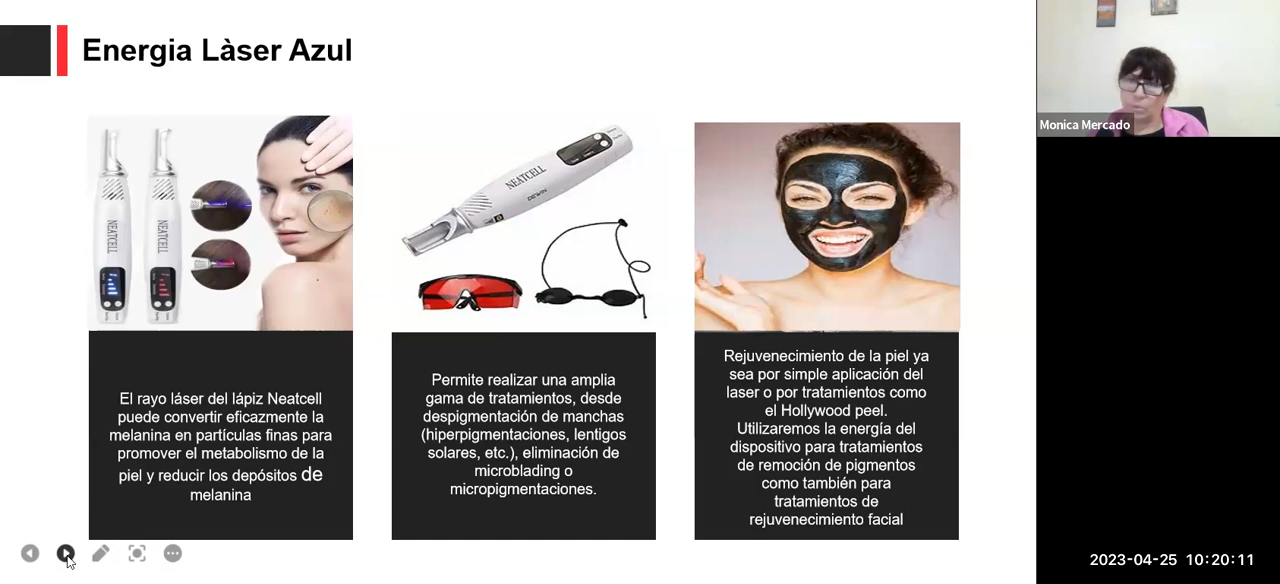 Energia Làser Azul
Monica Mercado
NEATCELL
NEATCELL
NEATCELL
DEWIN
El rayo láser del lápiz Neatcell
puede convertir eficazmente la
melanina en partículas finas para
promover el metabolismo de la
piel y reducir los depósitos de
melanina
Permite realizar una amplia
gama de tratamientos, desde
despigmentación de manchas
(hiperpigmentaciones, lentigos
solares, etc.), eliminación de
microblading o
micropigmentaciones.
Rejuvenecimiento de la piel ya
sea por simple aplicación del
laser o por tratamientos como
el Hollywood peel.
Utilizaremos la energía del
dispositivo para tratamientos
de remoción de pigmentos
como también para
tratamientos de
rejuvenecimiento facial
2023-04-25 10:20:11